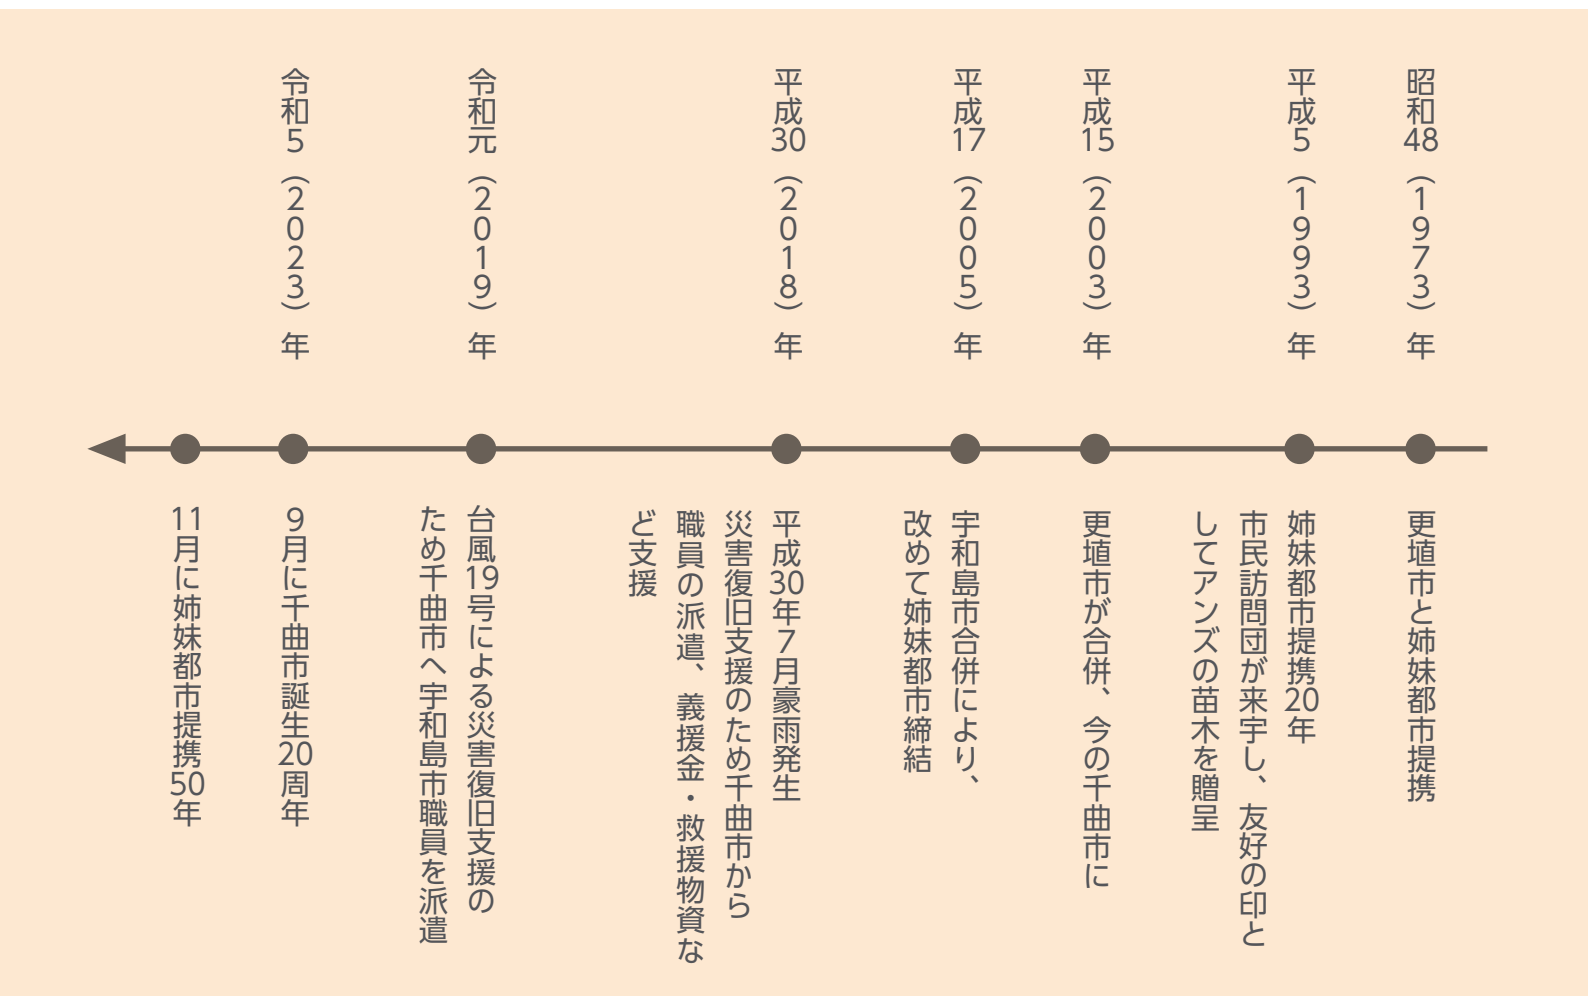 昭和48（1973）年
更埴市と姉妹都市提携
平成5（1993）年
姉妹都市提携20年
市民訪問団が来宇し、友好の印と
してアンズの苗木を贈呈
平成15（2003）年
更埴市が合併、今の千曲市に
平成17（2005）年
宇和島市合併により、
改めて姉妹都市締結
平成30（2018）年
平成30年7月豪雨発生
災害復旧支援のため千曲市から
職員の派遣、義援金・救援物資な
ど支援
令和元（2019）年
台風19号による災害復旧支援の
ため千曲市へ宇和島市職員を派遣
令和5（2023）年
9月に千曲市誕生20周年
11月に姉妹都市提携50年